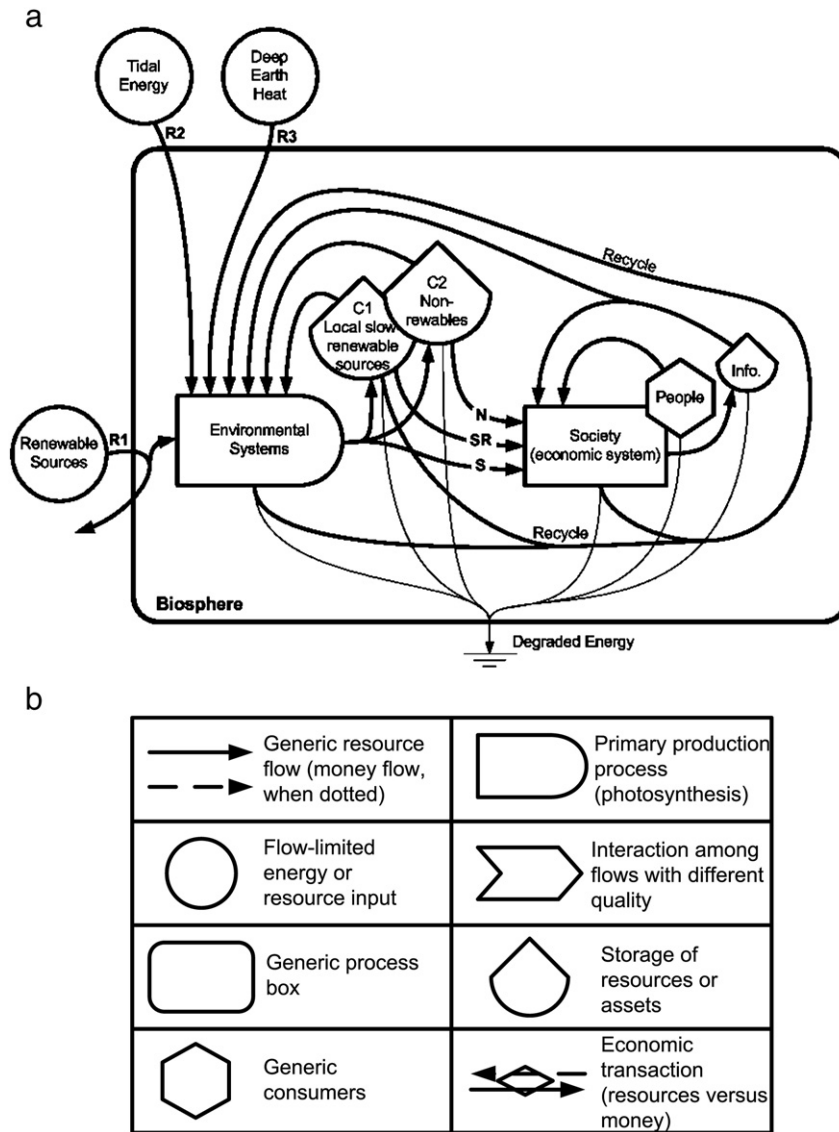 a
Tidal
Energy
Deep
Earth
Heat
R2
R3
Recycle
C2
Non-
rewables
C1
Local slow
renewable
sources
Info.
People
N
Renewable
Sources
R1
Environmental
Systems
SR
Society
(economic system)
S
Recycle
Biosphere
Degraded Energy
b
Generic resource
flow (money flow,
when dotted)
Primary production
process
(photosynthesis)
Flow-limited
energy or
resource input
Interaction among
flows with different
quality
Generic process
box
Storage of
resources or
assets
Generic
consumers
Economic
transaction
(resources versus
money)